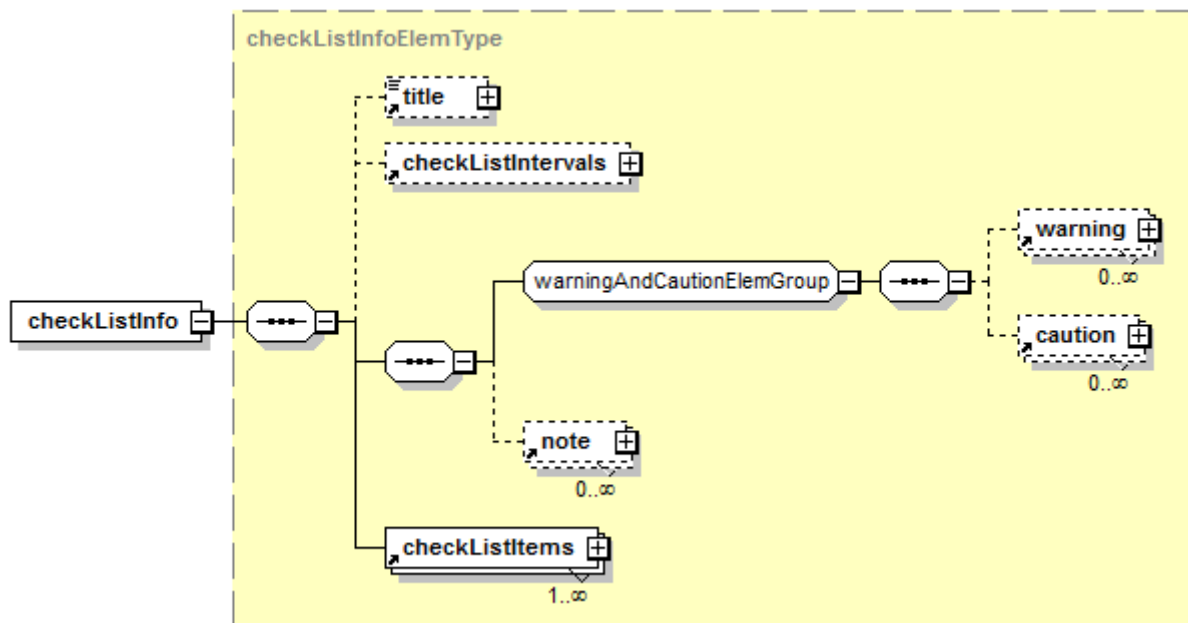 checkListInfoElemType
title
checkListIntervals
warning
0..∞
warningAndCautionElemGroup
checkListInfo
caution
0..∞
note
0..∞
checkListItems
1..∞